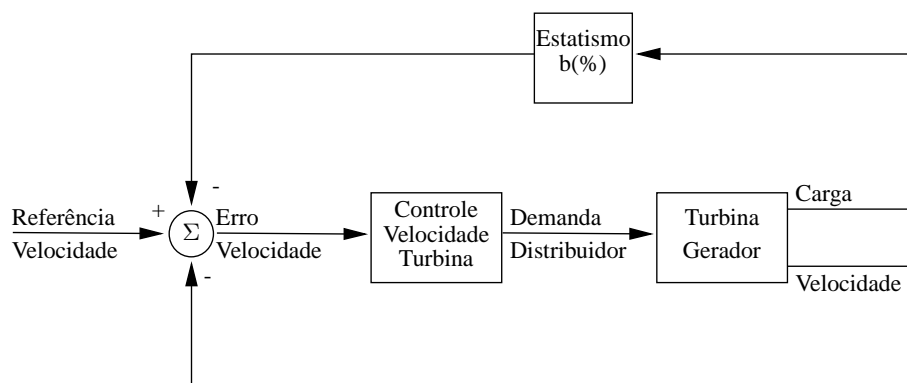 Estatismo
b(%)
-
+
Referência
Velocidade
Σ
Erro
Velocidade
-
Controle
Velocidade
Turbina
Demanda
Distribuidor
Turbina
Gerador
Carga
Velocidade